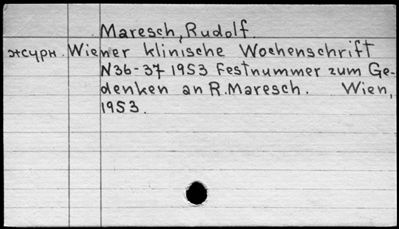 Maresch, Rudolf.
журн. Wiener klinische Wochenschrift
N36-37 1953 Festnummer zum Ge-
denken an R. Maresch. Wien,
1953.